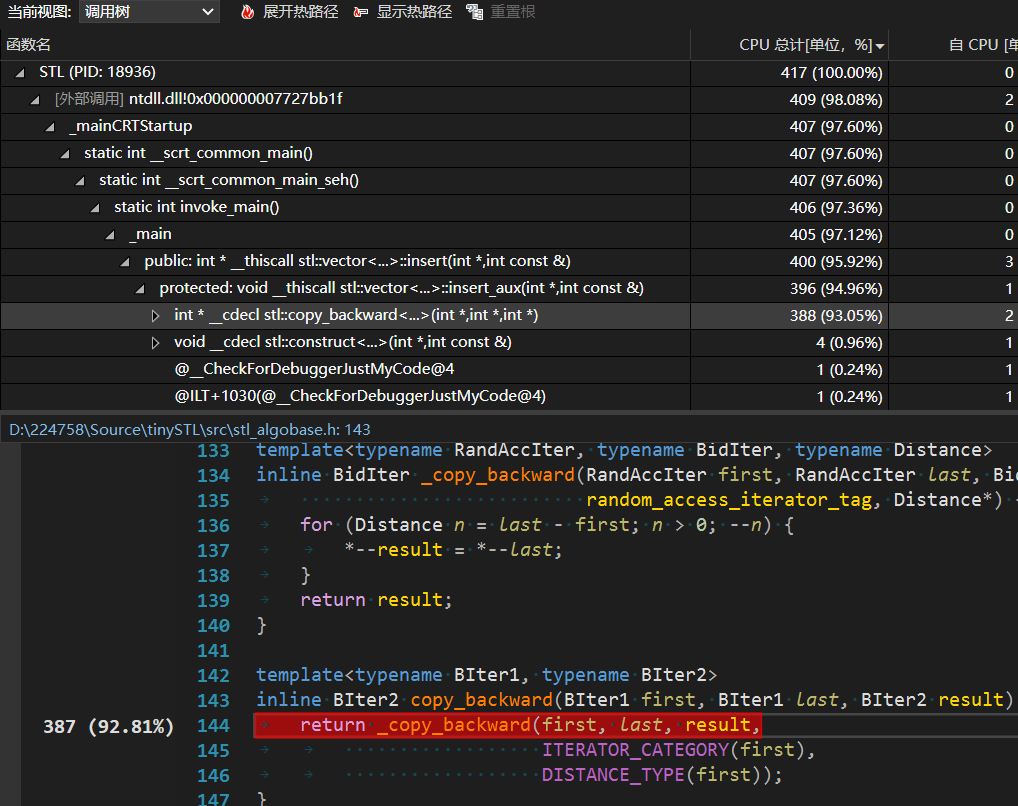 当前视图: 调用树 展开热路径 显示热路径 重置根
函数名 CPU 总计[单位, %] 自 CPU [单
STL (PID: 18936) 417 (100.00%) 0
[外部调用] ntdll.dll!0x000000007727bb1f 409 (98.08%) 2
_mainCRTStartup 407 (97.60%) 0
static int __scrt_common_main() 407 (97.60%) 0
static int __scrt_common_main_seh() 407 (97.60%) 0
static int invoke_main() 406 (97.36%) 0
_main 405 (97.12%) 0
public: int * __thiscall stl::vector<...>::insert(int *,int const &) 400 (95.92%) 3
protected: void __thiscall stl::vector<...>::insert_aux(int *,int const &) 396 (94.96%) 1
int * __cdecl stl::copy_backward<...>(int *,int *,int *) 388 (93.05%) 2
void __cdecl stl::construct<...>(int *,int const &) 4 (0.96%) 1
@__CheckForDebuggerJustMyCode@4 1 (0.24%) 1
@ILT+1030(@__CheckForDebuggerJustMyCode@4) 1 (0.24%) 1
D:\224758\Source\tinySTL\src\stl_algobase.h: 143
133 template<typename RandAccIter, typename BidIter, typename Distance>
134 inline BidIter _copy_backward(RandAccIter first, RandAccIter last, Bid
135 random_access_iterator_tag, Distance*) {
136 for (Distance n = last - first; n > 0; --n) {
137 *--result = *--last;
138 }
139 return result;
140 }
141
142 template<typename BIter1, typename BIter2>
143 inline BIter2 copy_backward(BIter1 first, BIter1 last, BIter2 result)
387 (92.81%) 144 return _copy_backward(first, last, result,
145 ITERATOR_CATEGORY(first),
146 DISTANCE_TYPE(first));
147 }